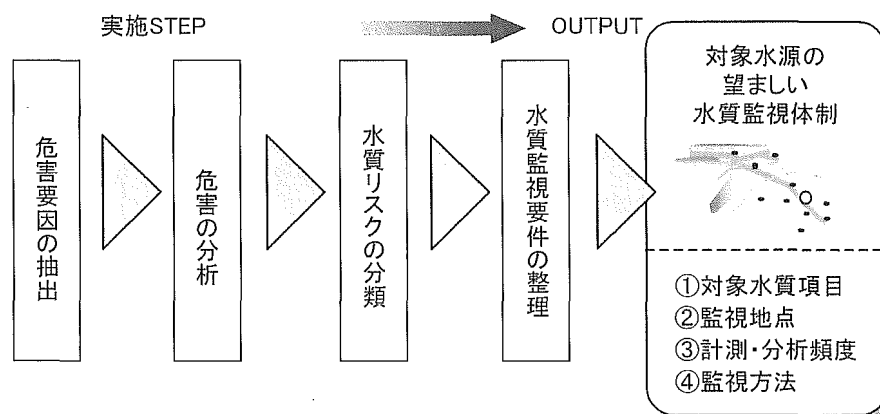 実施STEP
OUTPUT
危害要因の抽出
危害の分析
水質リスクの分類
水質監視要件の整理
対象水源の
望ましい
水質監視体制
①対象水質項目
②監視地点
③計測・分析頻度
④監視方法